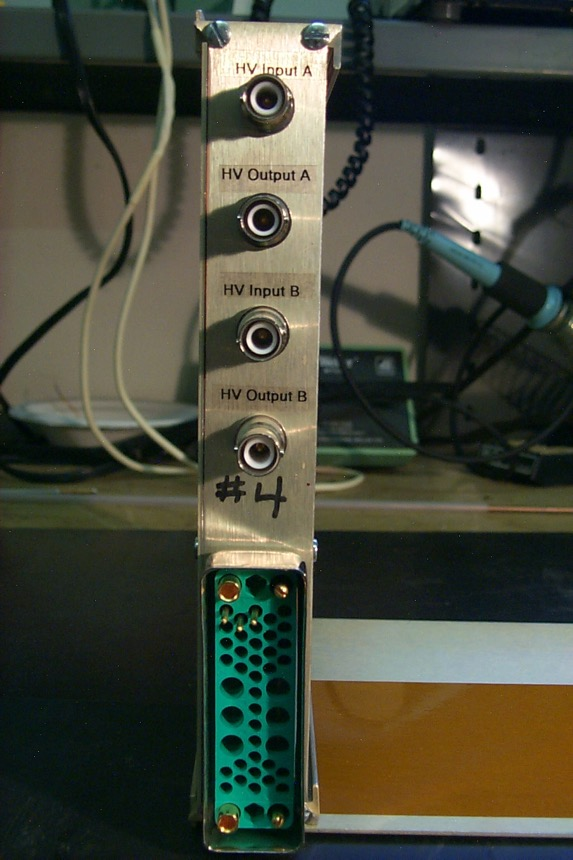 HV Input A
HV Output A
HV Input B
HV Output B
#4